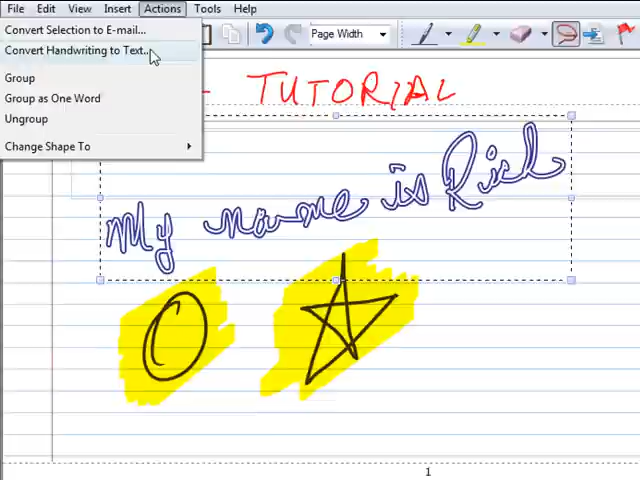 File Edit View Insert Actions Tools Help
Convert Selection to E-mail...
Page Width
Convert Handwriting to Text...
Group
- TUTORIAL
Group as One Word
Ungroup
Change Shape To
My name is Rich
1